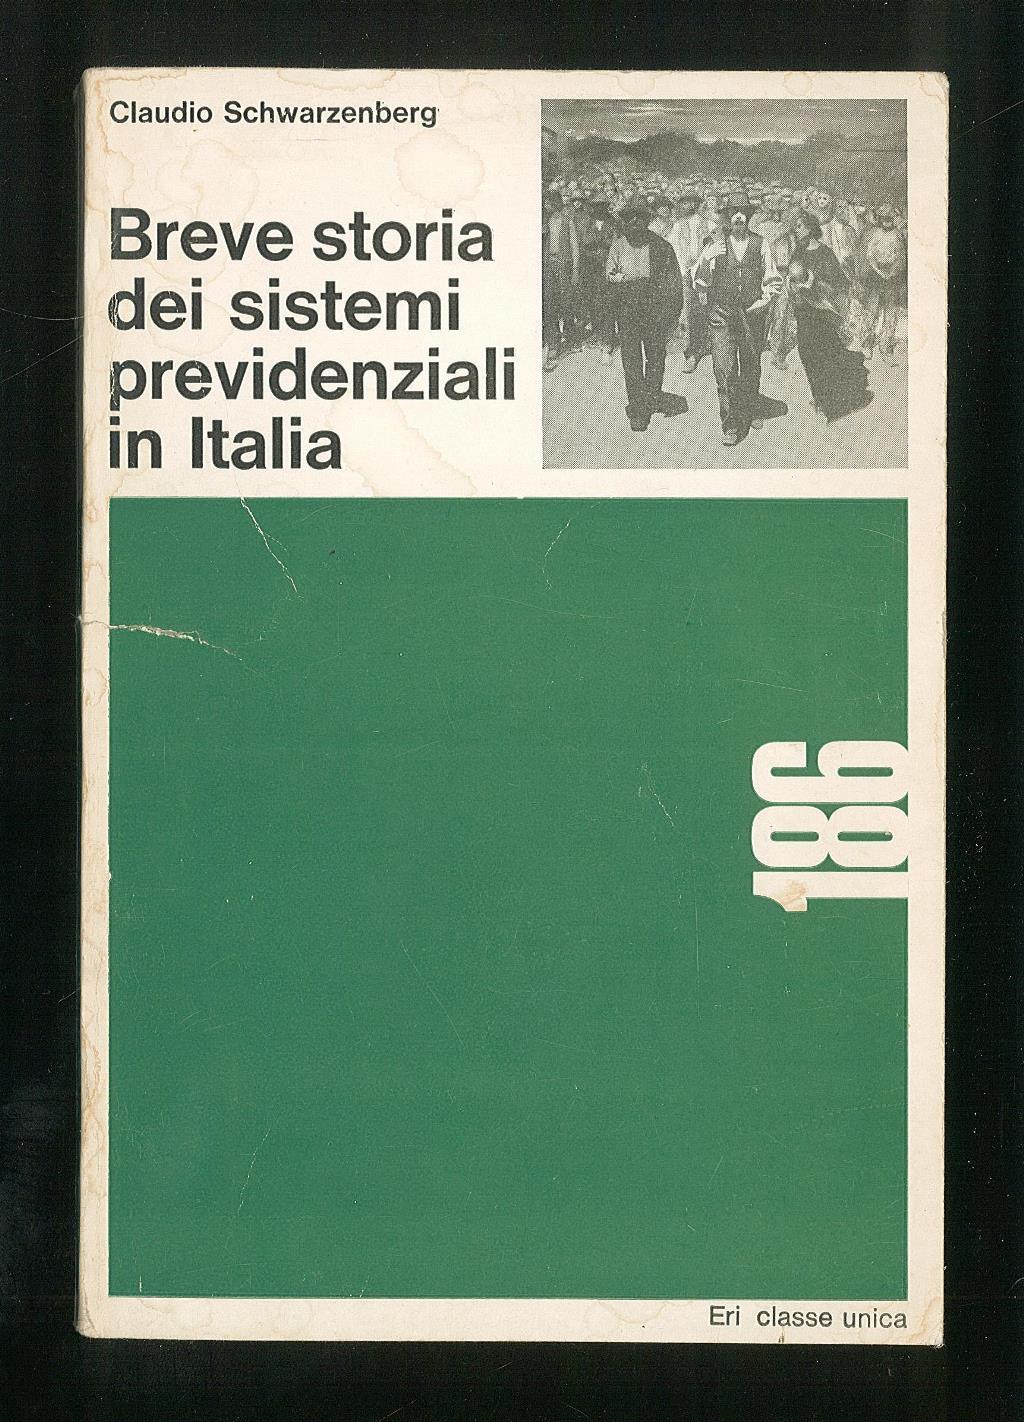 Claudio Schwarzenberg
Breve storia
dei sistemi
previdenziali
in Italia
186
Eri classe unica